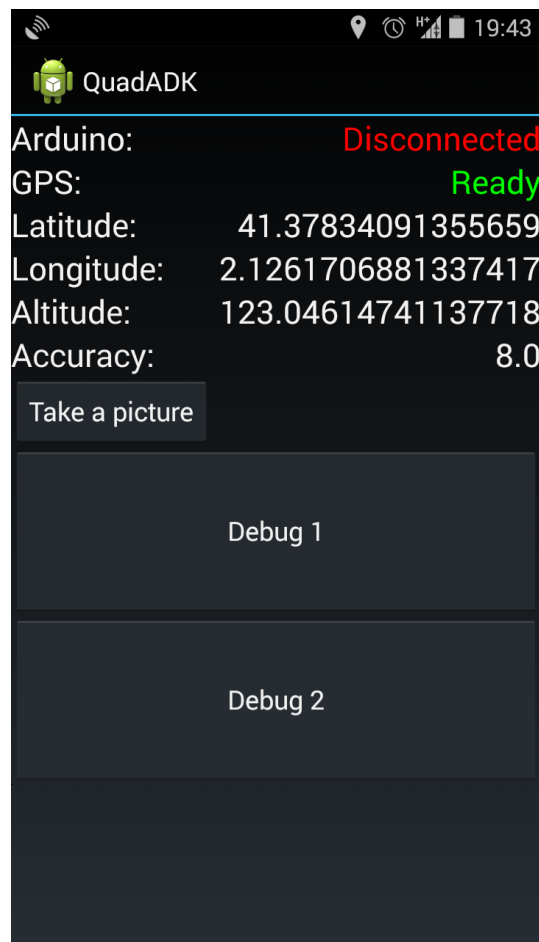 H+ 19:43
QuadADK
Arduino: Disconnected
GPS: Ready
Latitude: 41.37834091355659
Longitude: 2.1261706881337417
Altitude: 123.04614741137718
Accuracy: 8.0
Take a picture
Debug 1
Debug 2